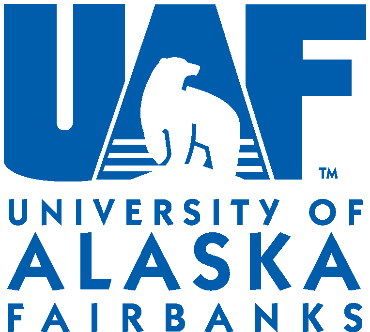 UAF
TM
UNIVERSITY OF
ALASKA
FAIRBANKS